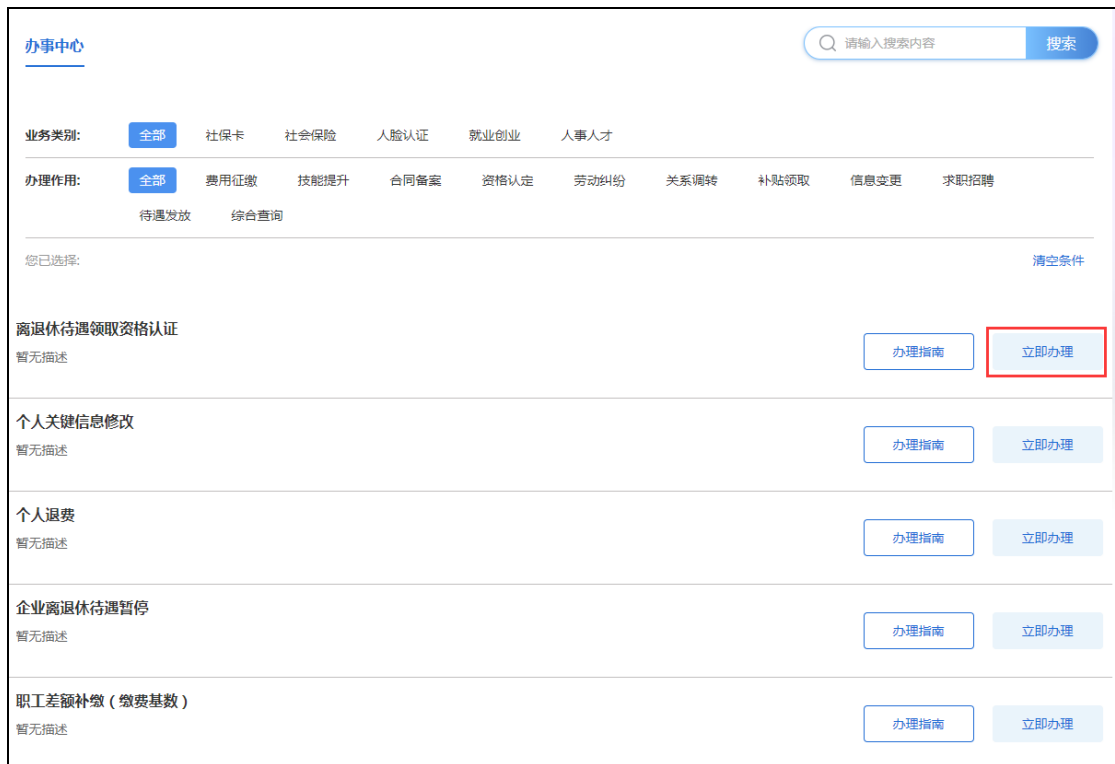 办事中心
请输入搜索内容 搜索
业务类别: 全部 社保卡 社会保险 人脸认证 就业创业 人事人才
办理作用: 全部 费用征缴 技能提升 合同备案 资格认定 劳动纠纷 关系调转 补贴领取 信息变更 求职招聘
待遇发放 综合查询
您已选择: 清空条件
离退休待遇领取资格认证
暂无描述
办理指南 立即办理
个人关键信息修改
暂无描述
办理指南 立即办理
个人退费
暂无描述
办理指南 立即办理
企业离退休待遇暂停
暂无描述
办理指南 立即办理
职工差额补缴（缴费基数）
暂无描述
办理指南 立即办理